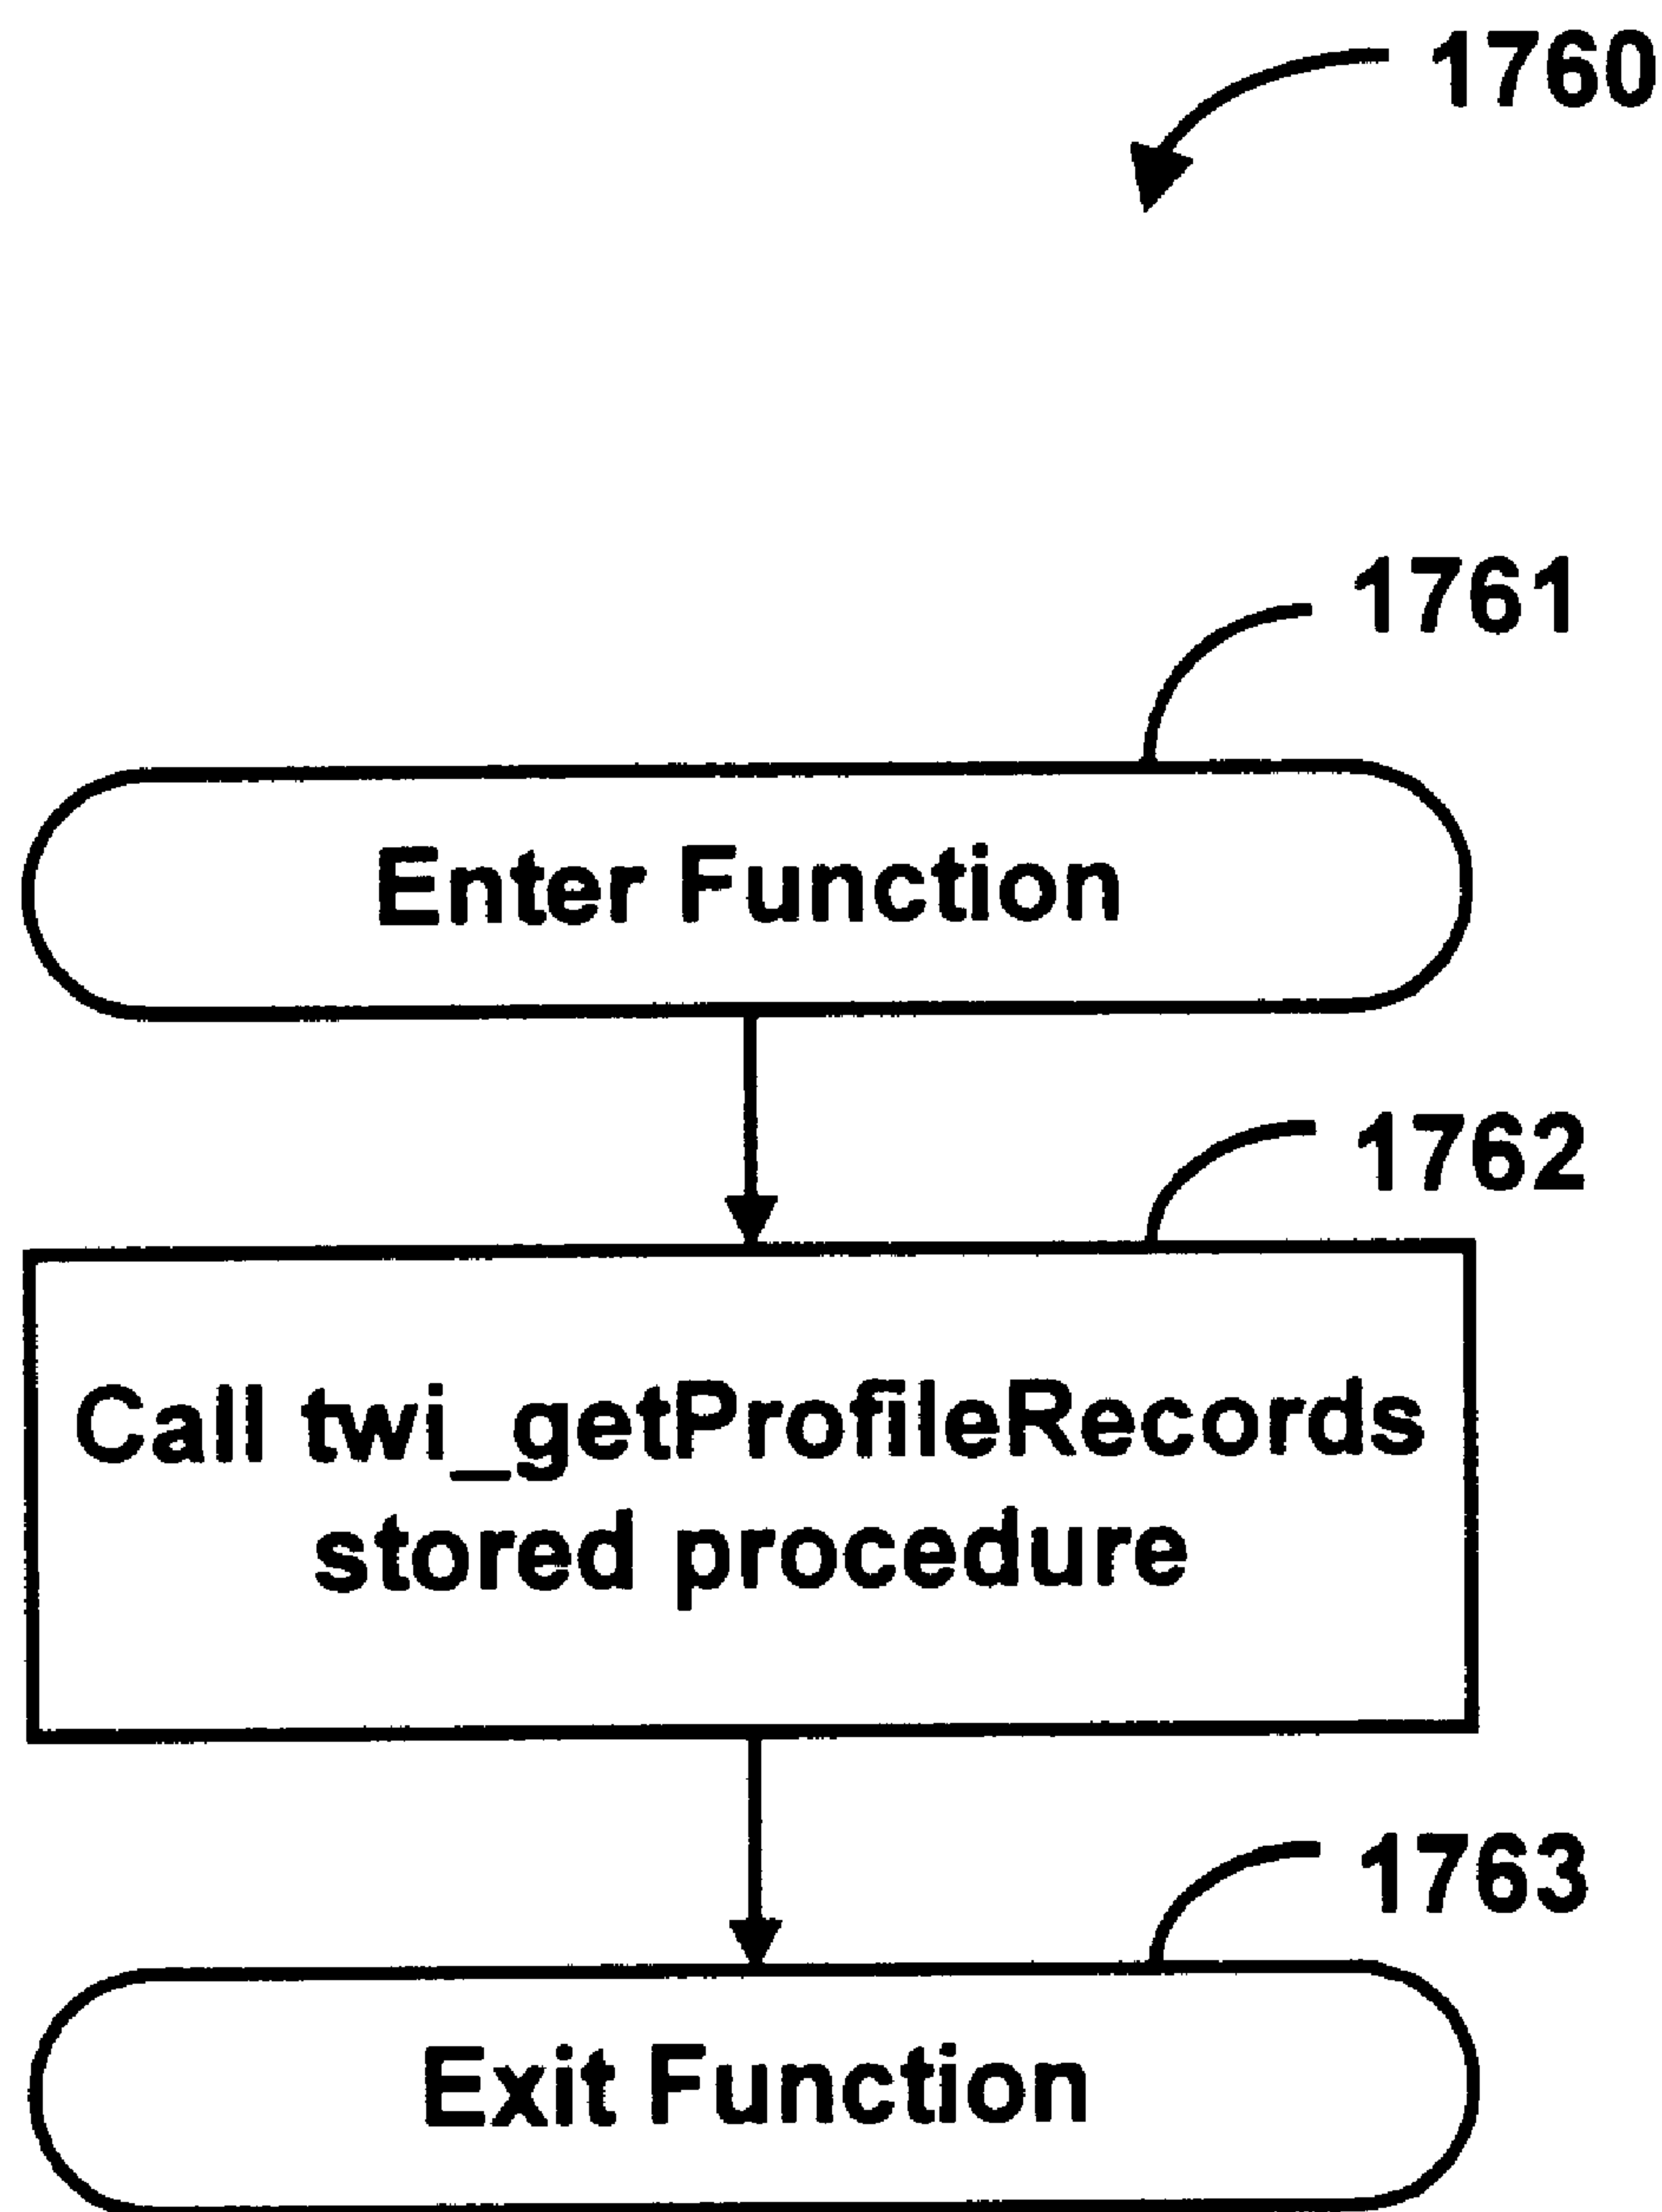 1760
1761
Enter Function
1762
Call twi_getProfileRecords
stored procedure
1763
Exit Function